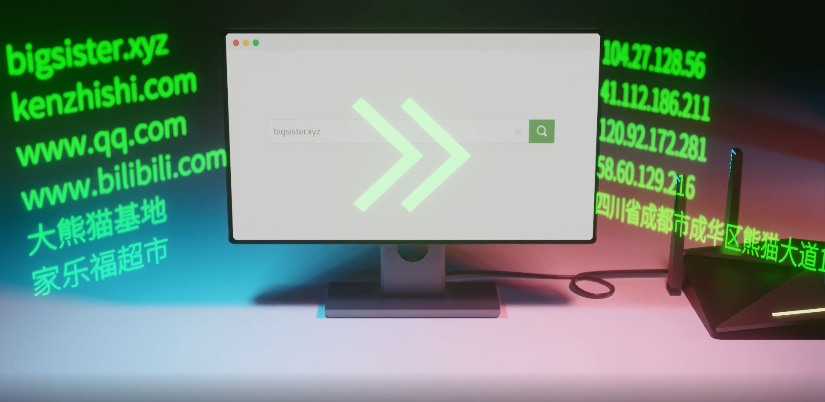 bigsister.xyz
kenzhishi.com
www.qq.com
www.bilibili.com
大熊猫基地
家乐福超市
bigsister.xyz
104.27.128.56
41.112.186.211
120.92.172.281
58.60.129.216
四川省成都市成华区熊猫大道1